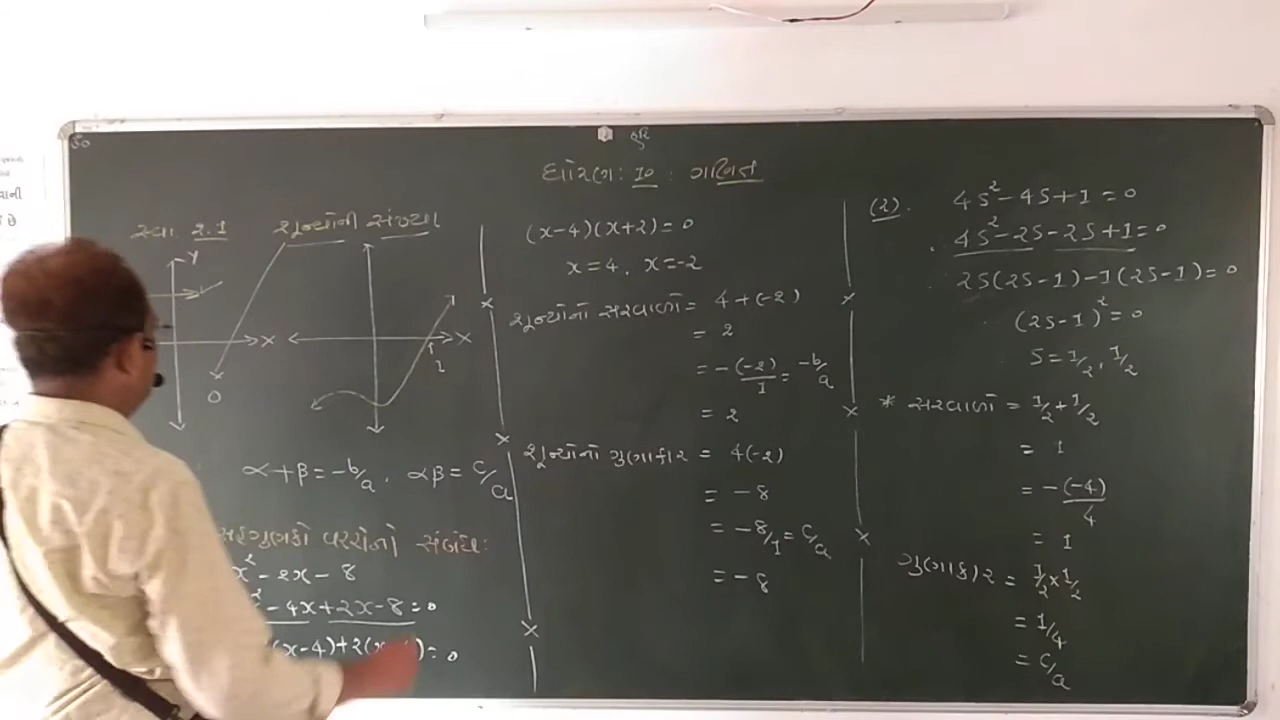 હરિ
ધોરણ: 10 : ગણિત
સ્વા 2.1 શૂન્યોની સંખ્યા
Y
X
X
0
1
α+β = -b/a, αβ = c/a
સહગુણકો વચ્ચેનો સંબંધ:
x² - 2x - 8
- 4x + 2x - 8 = 0
(x-4) + 2(x = 0
(x-4)(x+2) = 0
x = 4, x = -2
શૂન્યોનો સરવાળો = 4 + (-2)
= 2
= -(-2)/1 = -b/a
= 2
શૂન્યોનો ગુણાકાર = 4(-2)
= -8
= -8/1 = c/a
= -8
(2). 4S² - 4S + 1 = 0
4S² - 2S - 2S + 1 = 0
2S(2S-1) - 1(2S-1) = 0
(2S-1)² = 0
S = 1/2, 1/2
* સરવાળો = 1/2 + 1/2
= 1
= -(-4)/4
= 1
ગુણાકાર = 1/2 × 1/2
= 1/4
= c/a